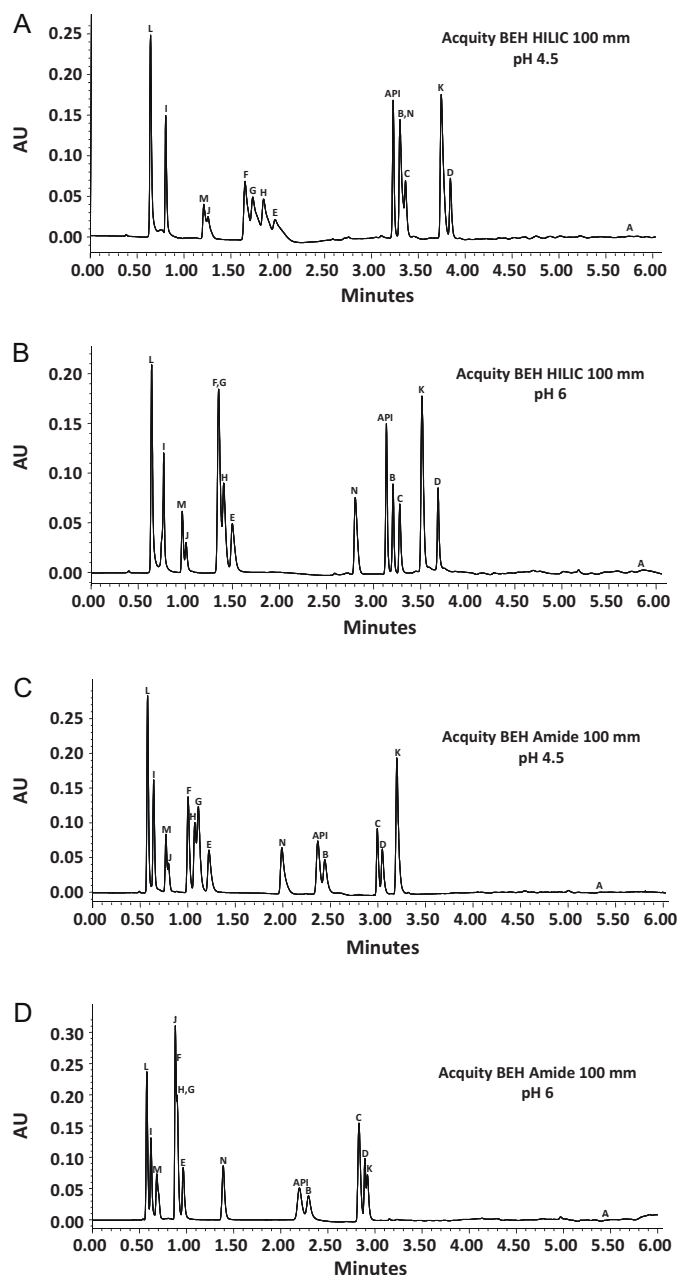 A
Acquity BEH HILIC 100 mm
pH 4.5
AU
0.25
0.20
0.15
0.10
0.05
0.00
L
I
M
J
F
G
H
E
API
B,N
C
K
D
A
0.00 0.50 1.00 1.50 2.00 2.50 3.00 3.50 4.00 4.50 5.00 5.50 6.00
Minutes
B
Acquity BEH HILIC 100 mm
pH 6
AU
0.20
0.15
0.10
0.05
0.00
L
I
M
J
F,G
H
E
N
API
B
C
K
D
A
0.00 0.50 1.00 1.50 2.00 2.50 3.00 3.50 4.00 4.50 5.00 5.50 6.00
Minutes
C
Acquity BEH Amide 100 mm
pH 4.5
AU
0.25
0.20
0.15
0.10
0.05
0.00
L
I
M
J
F
H
G
E
N
API
B
C
D
K
A
0.00 0.50 1.00 1.50 2.00 2.50 3.00 3.50 4.00 4.50 5.00 5.50 6.00
Minutes
D
Acquity BEH Amide 100 mm
pH 6
AU
0.30
0.25
0.20
0.15
0.10
0.05
0.00
L
I
M
J
F
H,G
E
N
API
B
C
D
K
A
0.00 0.50 1.00 1.50 2.00 2.50 3.00 3.50 4.00 4.50 5.00 5.50 6.00
Minutes